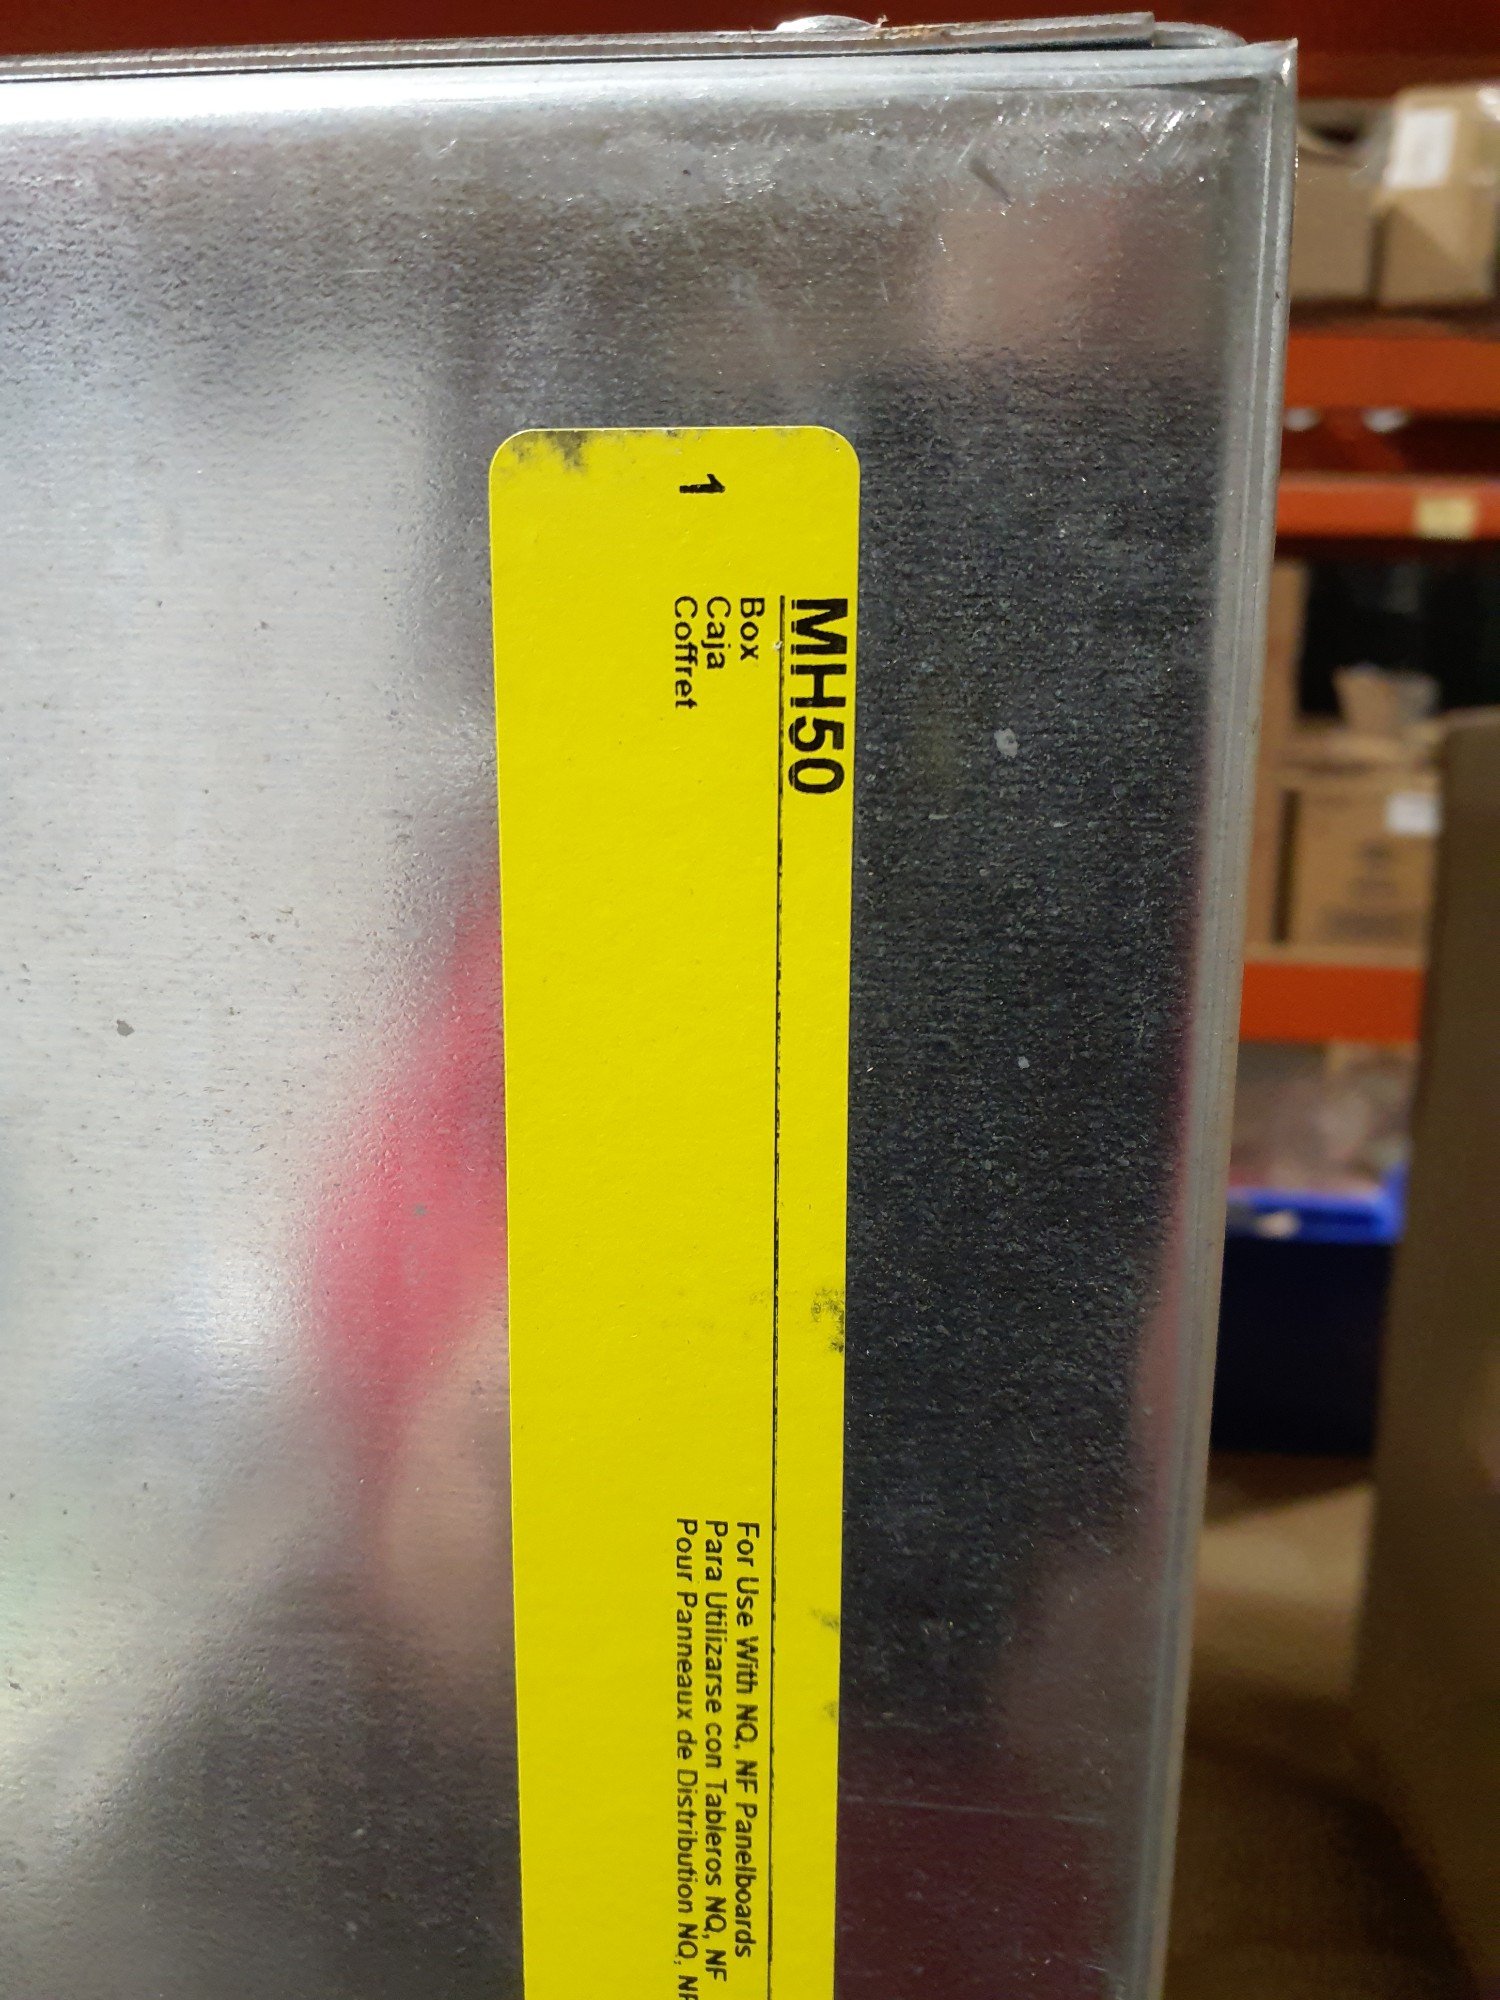 MH50
1
Box
Caja
Coffret
For Use With NQ, NF Panelboards
Para Utilizarse con Tableros NQ, NF
Pour Panneaux de Distribution NQ, NF